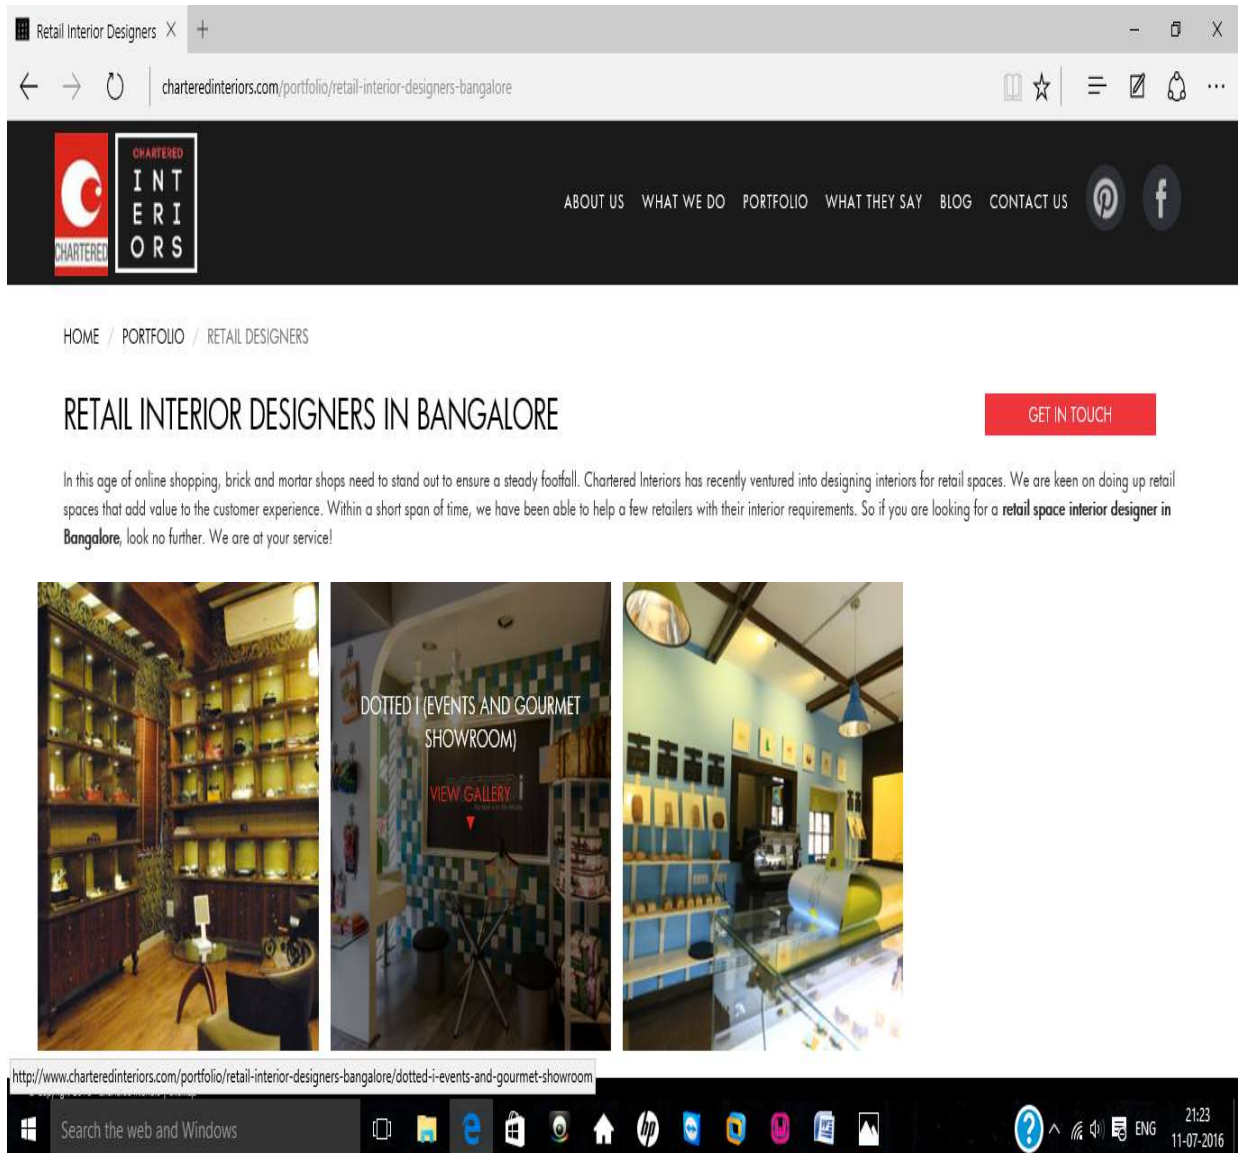 Retail Interior Designers
charteredinteriors.com/portfolio/retail-interior-designers-bangalore
CHARTERED
CHARTERED
INT
ERI
ORS
ABOUT US WHAT WE DO PORTFOLIO WHAT THEY SAY BLOG CONTACT US
HOME / PORTFOLIO / RETAIL DESIGNERS
RETAIL INTERIOR DESIGNERS IN BANGALORE
GET IN TOUCH
In this age of online shopping, brick and mortar shops need to stand out to ensure a steady footfall. Chartered Interiors has recently ventured into designing interiors for retail spaces. We are keen on doing up retail
spaces that add value to the customer experience. Within a short span of time, we have been able to help a few retailers with their interior requirements. So if you are looking for a retail space interior designer in
Bangalore, look no further. We are at your service!
DOTTED I (EVENTS AND GOURMET
SHOWROOM)
VIEW GALLERY
http://www.charteredinteriors.com/portfolio/retail-interior-designers-bangalore/dotted-i-events-and-gourmet-showroom
Search the web and Windows
ENG
21:23
11-07-2016